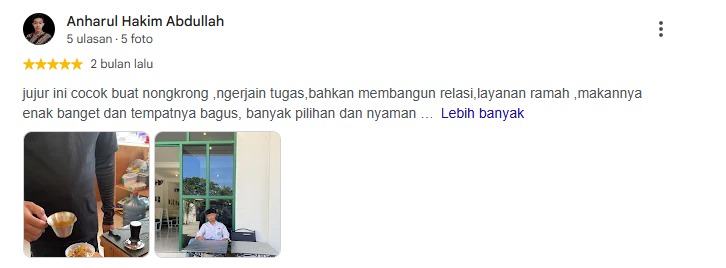 Anharul Hakim Abdullah
5 ulasan · 5 foto
2 bulan lalu
jujur ini cocok buat nongkrong ,ngerjain tugas,bahkan membangun relasi,layanan ramah ,makannya
enak banget dan tempatnya bagus, banyak pilihan dan nyaman … Lebih banyak